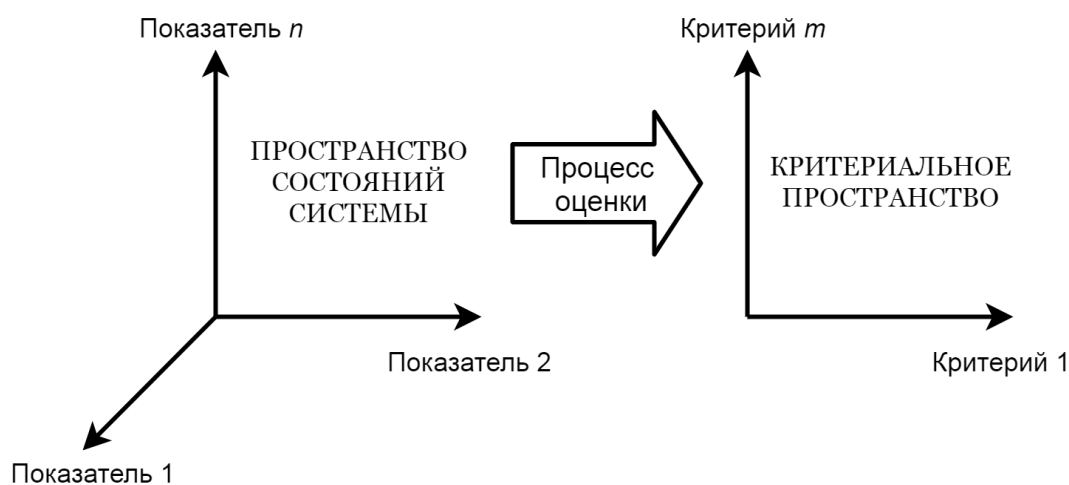 Показатель n
Критерий m
ПРОСТРАНСТВО
СОСТОЯНИЙ
СИСТЕМЫ
Процесс
оценки
КРИТЕРИАЛЬНОЕ
ПРОСТРАНСТВО
Показатель 2
Критерий 1
Показатель 1